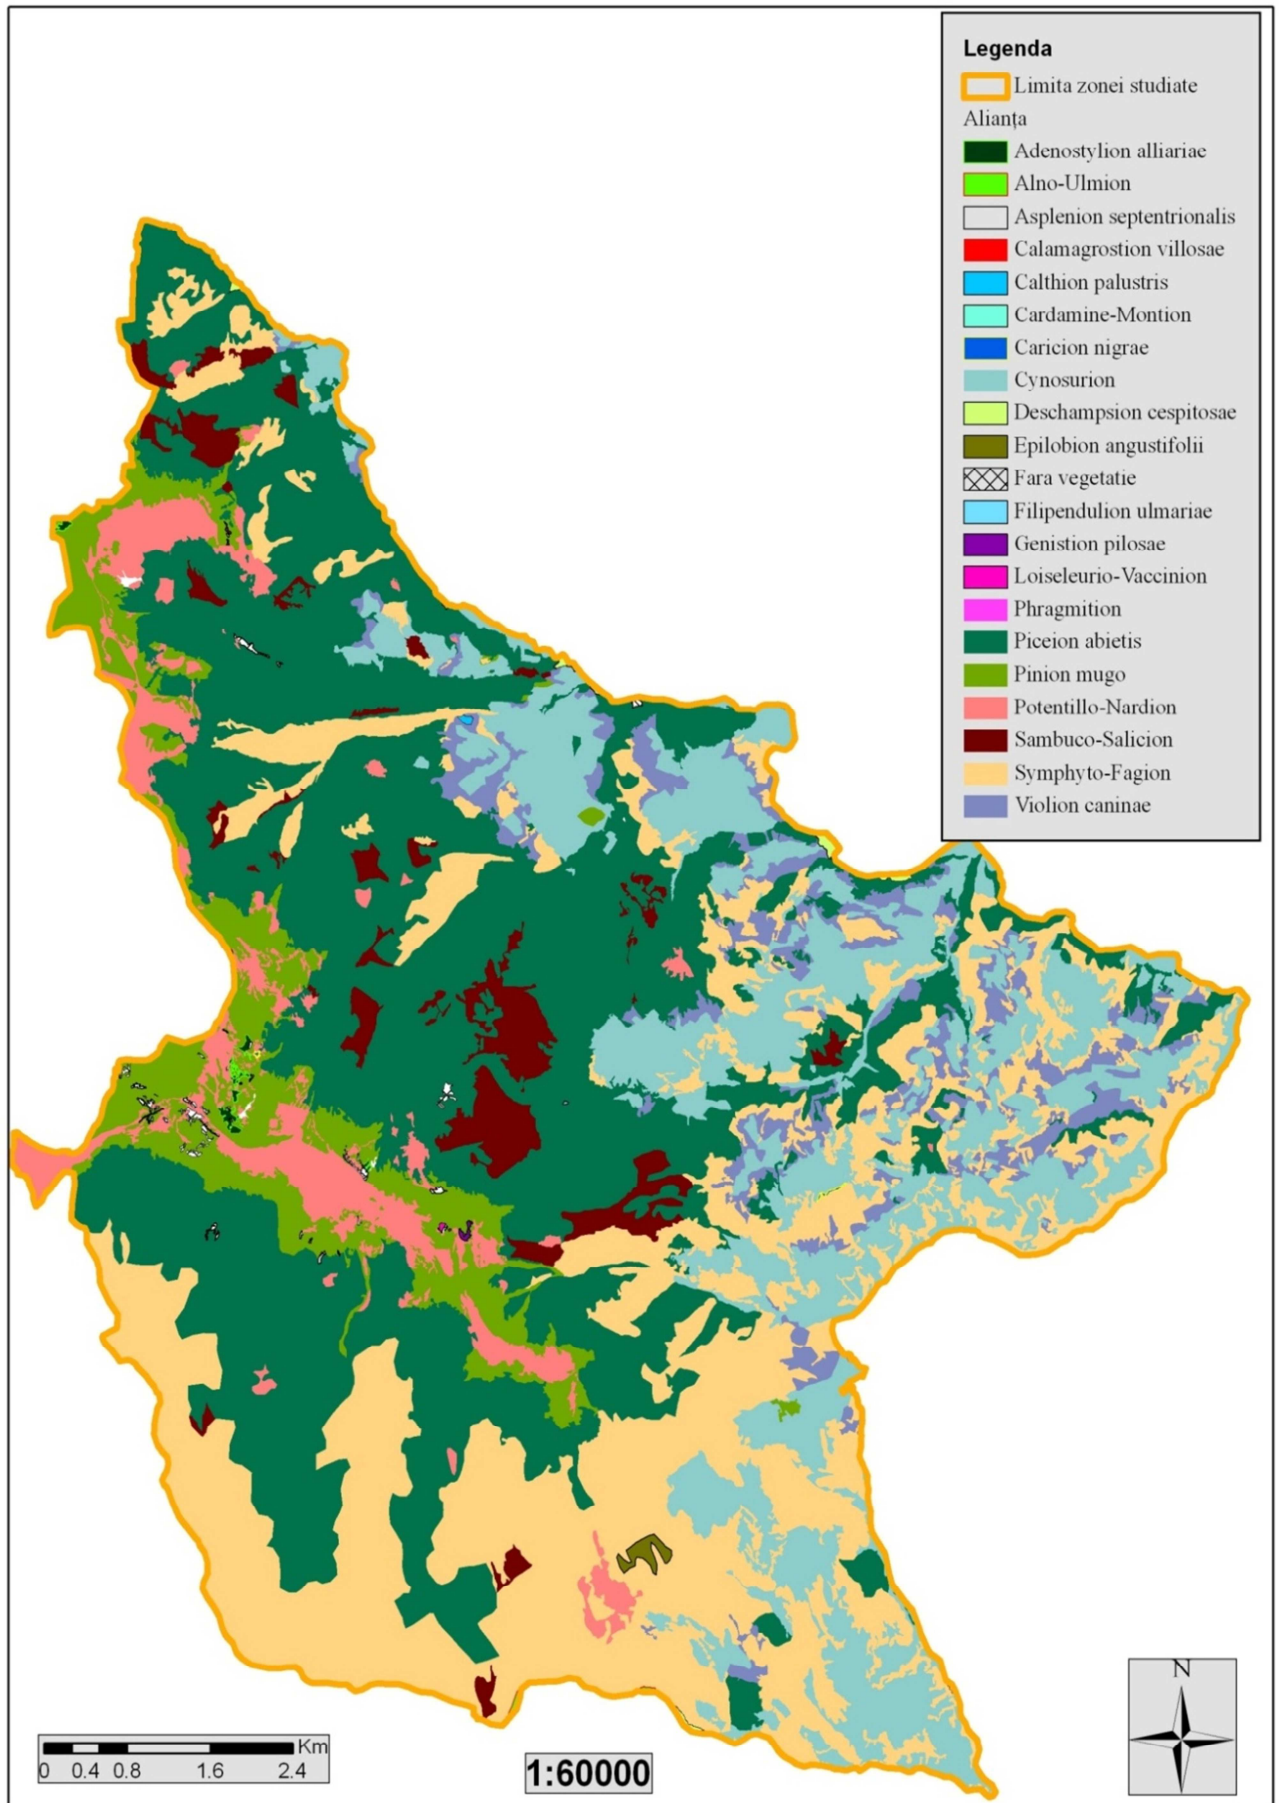 Legenda
Limita zonei studiate
Alianța
Adenostylion alliariae
Alno-Ulmion
Asplenion septentrionalis
Calamagrostion villosae
Calthion palustris
Cardamine-Montion
Caricion nigrae
Cynosurion
Deschampsion cespitosae
Epilobion angustifolii
Fara vegetatie
Filipendulion ulmariae
Genistion pilosae
Loiseleurio-Vaccinion
Phragmition
Piceion abietis
Pinion mugo
Potentillo-Nardion
Sambuco-Salicion
Symphyto-Fagion
Violion caninae
N
Km
0 0.4 0.8 1.6 2.4
1:60000